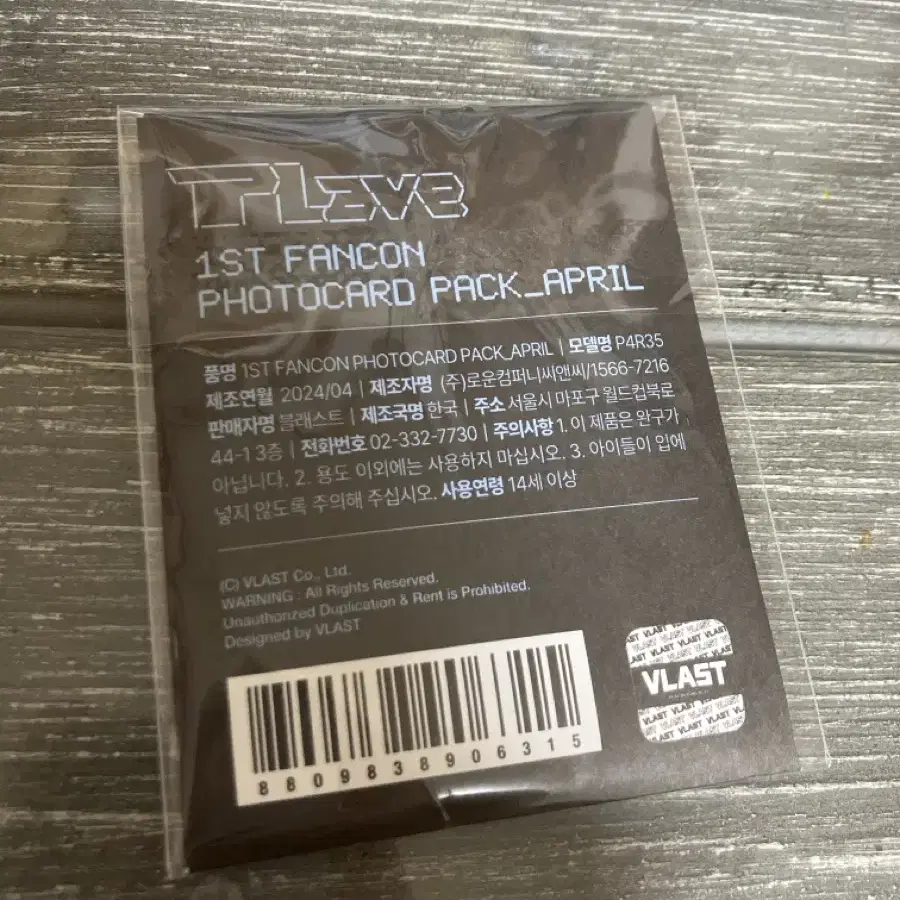 PLAVE
1ST FANCON
PHOTOCARD PACK_APRIL
품명 1ST FANCON PHOTOCARD PACK_APRIL | 모델명 P4R35
제조연월 2024/04 | 제조자명 (주)로운컴퍼니씨앤씨/1566-7216
판매자명 블래스트 | 제조국명 한국 | 주소 서울시 마포구 월드컵북로
44-1 3층 | 전화번호 02-332-7730 | 주의사항 1. 이 제품은 완구가
아닙니다. 2. 용도 이외에는 사용하지 마십시오. 3. 아이들이 입에
넣지 않도록 주의해 주십시오. 사용연령 14세 이상
(C) VLAST Co., Ltd.
WARNING : All Rights Reserved.
Unauthorized Duplication & Rent is Prohibited.
Designed by VLAST
VLAST
8809838906315